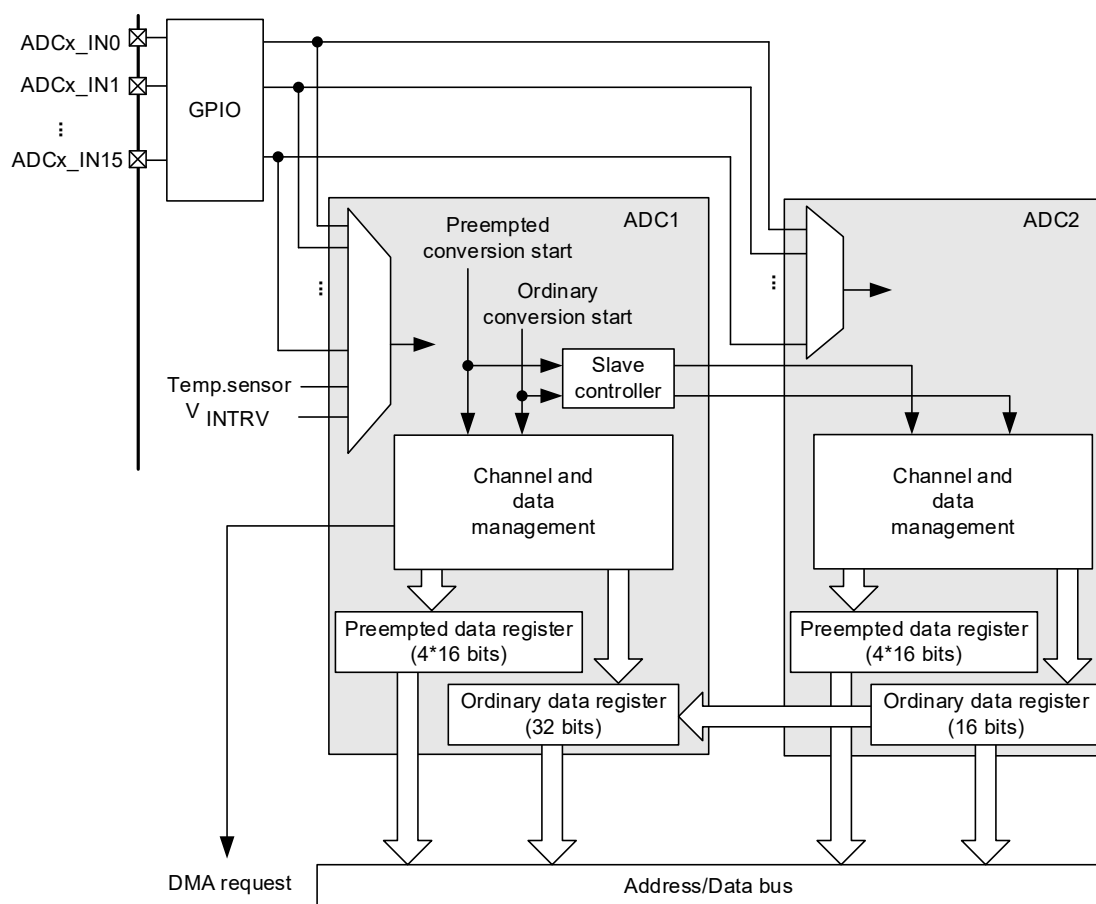 ADCx_IN0
ADCx_IN1
...
ADCx_IN15
GPIO
ADC1
Preempted
conversion start
...
Ordinary
conversion start
Slave
controller
Temp.sensor
V INTRV
Channel and
data
management
Preempted data register
(4*16 bits)
Ordinary data register
(32 bits)
ADC2
...
Channel and
data
management
Preempted data register
(4*16 bits)
Ordinary data register
(16 bits)
DMA request
Address/Data bus